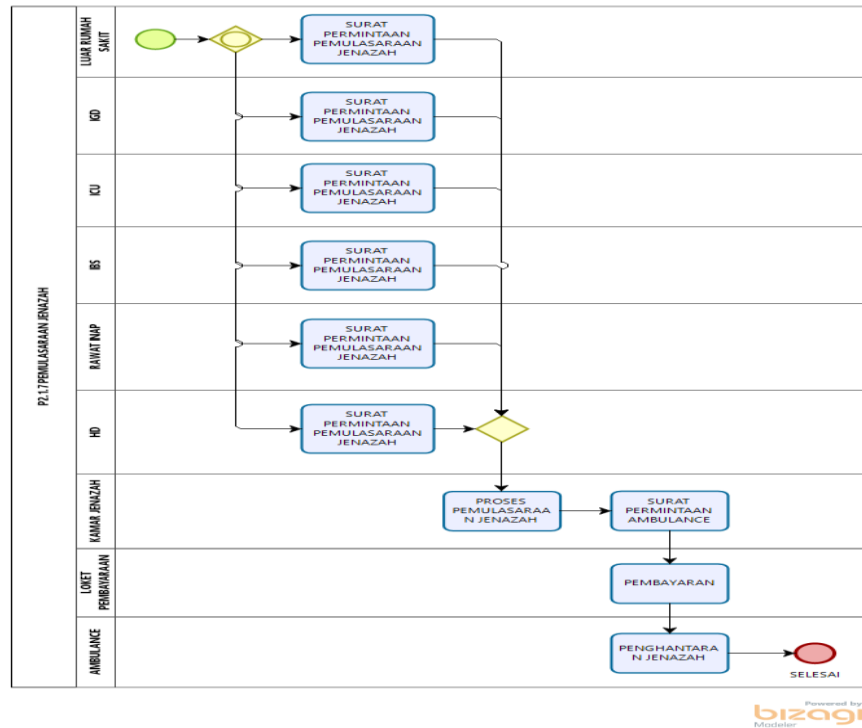 P2.1.7 PEMULASARAAN JENAZAH
LUAR RUMAH
SAKIT
SURAT
PERMINTAAN
PEMULASARAAN
JENAZAH
IGD
SURAT
PERMINTAAN
PEMULASARAAN
JENAZAH
ICU
SURAT
PERMINTAAN
PEMULASARAAN
JENAZAH
IBS
SURAT
PERMINTAAN
PEMULASARAAN
JENAZAH
RAWAT INAP
SURAT
PERMINTAAN
PEMULASARAAN
JENAZAH
HD
SURAT
PERMINTAAN
PEMULASARAAN
JENAZAH
KAMAR JENAZAH
PROSES
PEMULASARAA
N JENAZAH
SURAT
PERMINTAAN
AMBULANCE
LOKET
PEMBAYARAAN
PEMBAYARAN
AMBULANCE
PENGHANTARA
N JENAZAH
SELESAI
Powered by
bizagi
Modeler